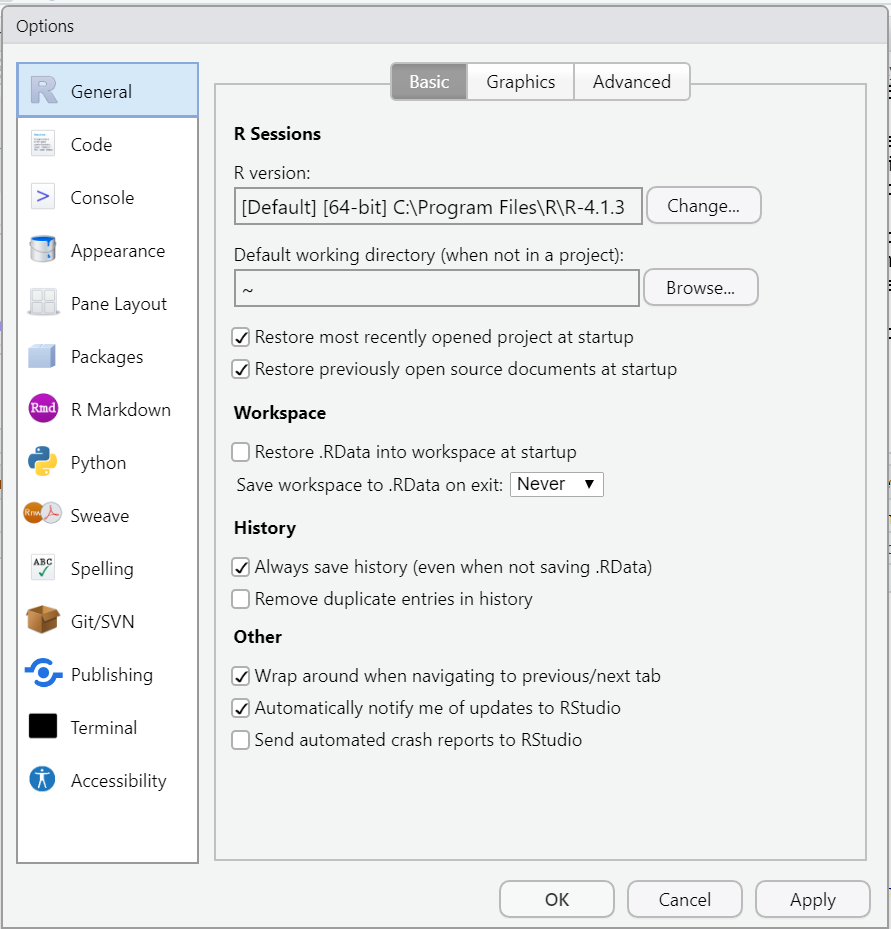 Options
General
Code
Console
Appearance
Pane Layout
Packages
Rmd R Markdown
Python
Rnw Sweave
ABC Spelling
Git/SVN
Publishing
Terminal
Accessibility
Basic Graphics Advanced
R Sessions
R version:
[Default] [64-bit] C:\Program Files\R\R-4.1.3 Change...
Default working directory (when not in a project):
~ Browse...
Restore most recently opened project at startup
Restore previously open source documents at startup
Workspace
Restore .RData into workspace at startup
Save workspace to .RData on exit: Never
History
Always save history (even when not saving .RData)
Remove duplicate entries in history
Other
Wrap around when navigating to previous/next tab
Automatically notify me of updates to RStudio
Send automated crash reports to RStudio
OK Cancel Apply